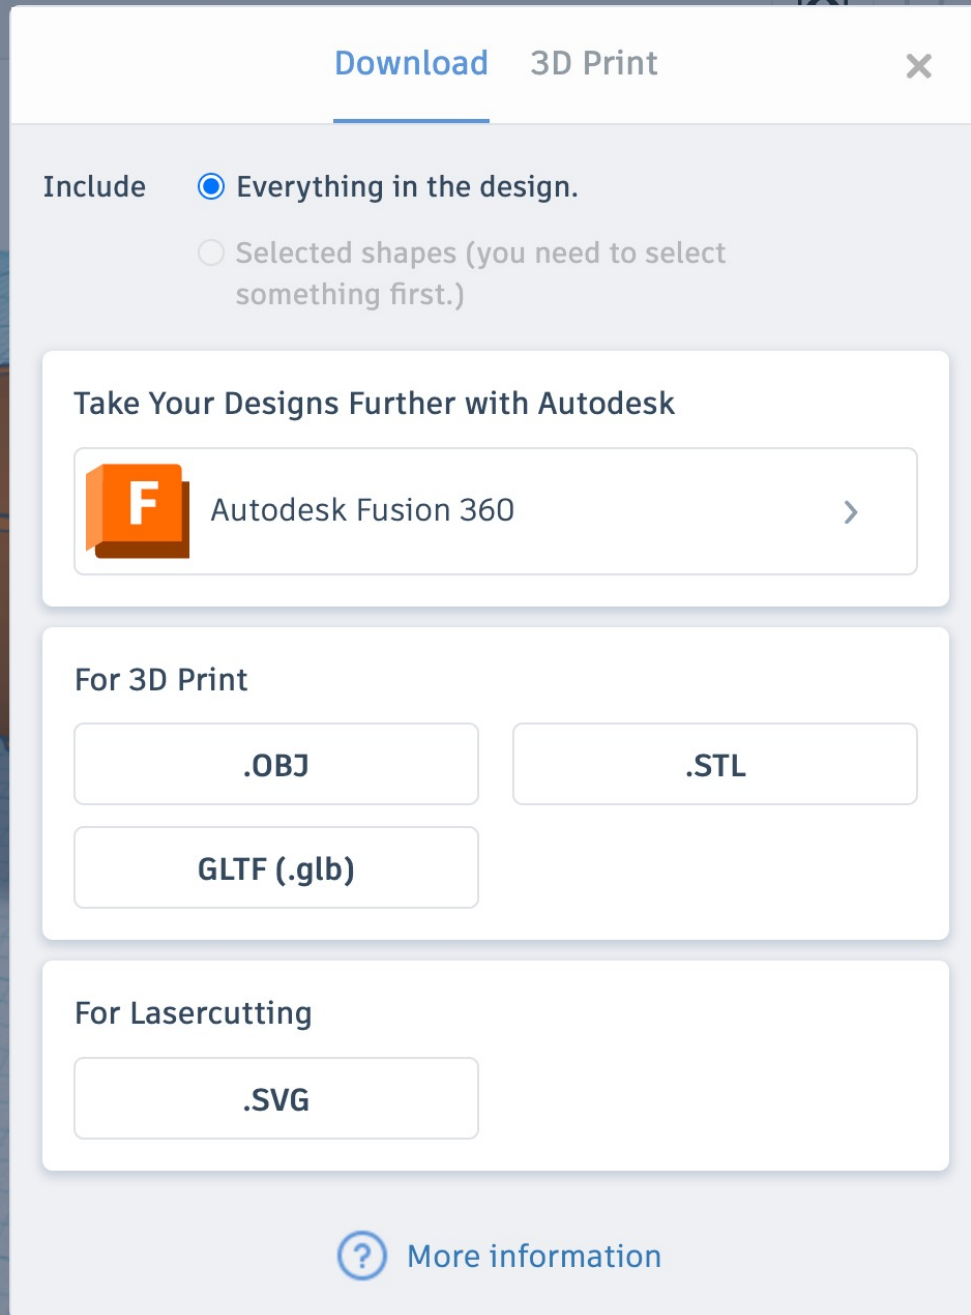 Download 3D Print
Include Everything in the design.
Selected shapes (you need to select
something first.)
Take Your Designs Further with Autodesk
F Autodesk Fusion 360
For 3D Print
.OBJ .STL
GLTF (.glb)
For Lasercutting
.SVG
? More information